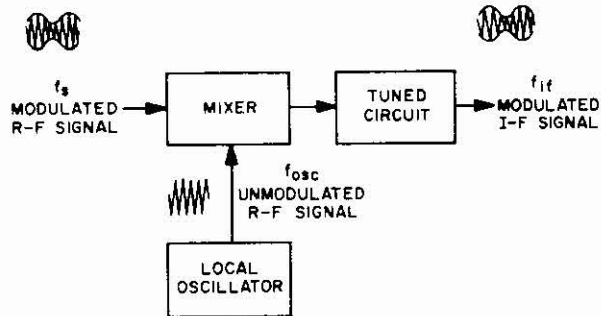 f_s
MODULATED
R-F SIGNAL
MIXER
TUNED
CIRCUIT
f_if
MODULATED
I-F SIGNAL
f_osc
UNMODULATED
R-F SIGNAL
LOCAL
OSCILLATOR